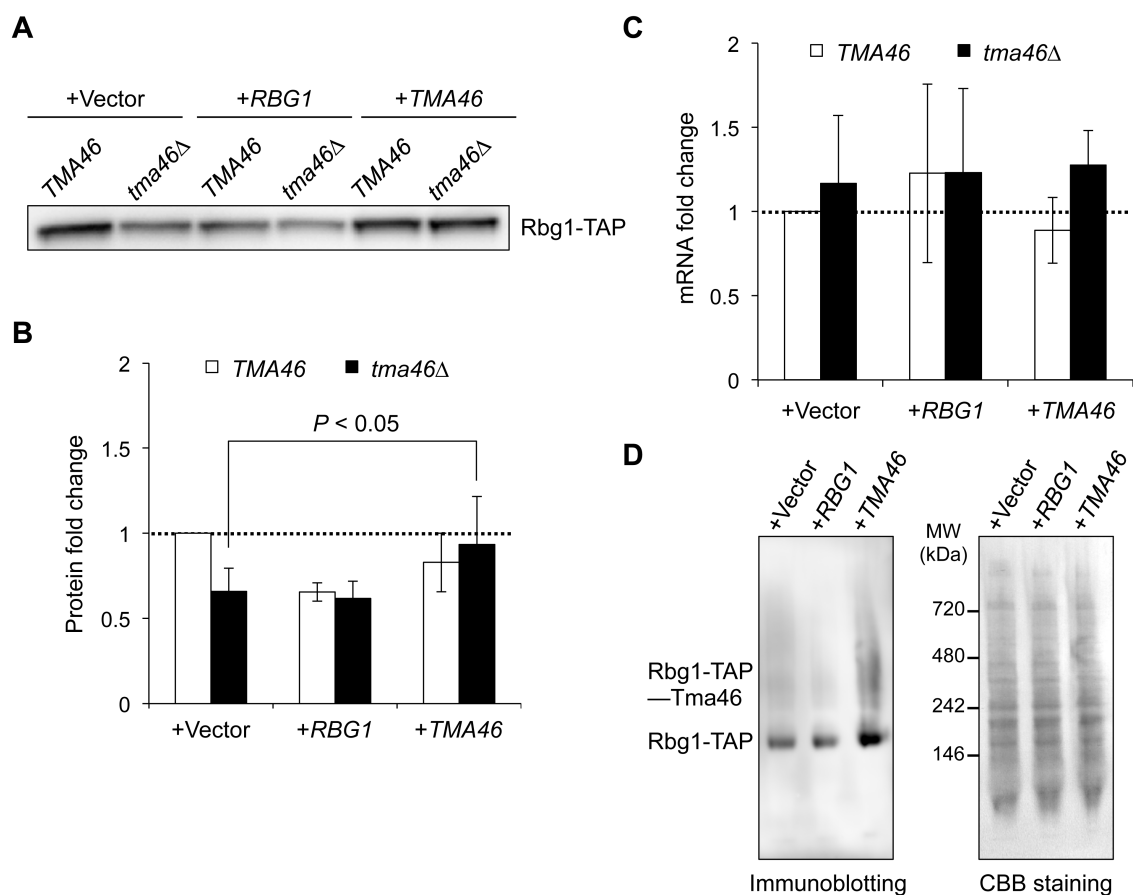 A
+Vector +RBG1 +TMA46
TMA46 tma46Δ TMA46 tma46Δ TMA46 tma46Δ
Rbg1-TAP
B
2
1.5
1
0.5
0
Protein fold change
TMA46 tma46Δ
P < 0.05
+Vector +RBG1 +TMA46
C
2
1.5
1
0.5
0
mRNA fold change
TMA46 tma46Δ
+Vector +RBG1 +TMA46
D
+Vector +RBG1 +TMA46
Rbg1-TAP
—Tma46
Rbg1-TAP
Immunoblotting
MW
(kDa)
+Vector +RBG1 +TMA46
720
480
242
146
CBB staining